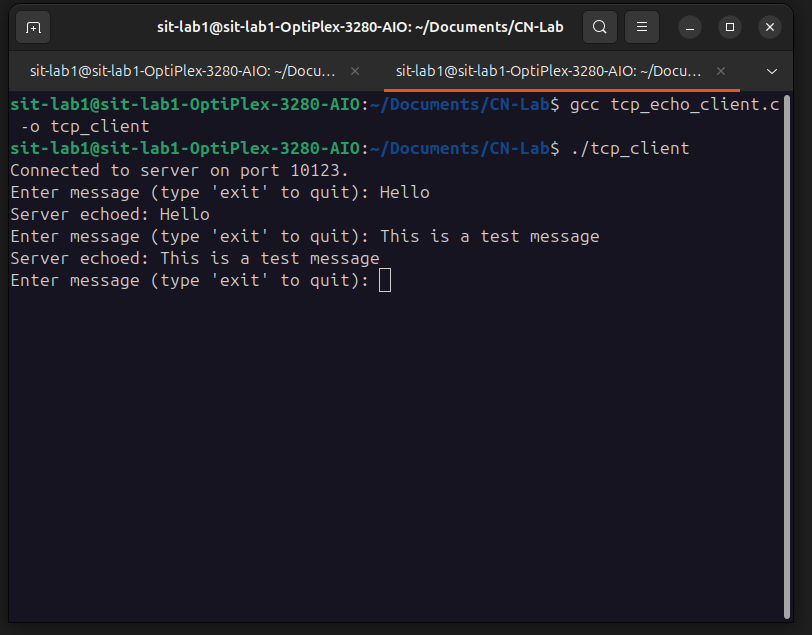 sit-lab1@sit-lab1-OptiPlex-3280-AIO: ~/Documents/CN-Lab
sit-lab1@sit-lab1-OptiPlex-3280-AIO: ~/Docu...
sit-lab1@sit-lab1-OptiPlex-3280-AIO: ~/Docu...
sit-lab1@sit-lab1-OptiPlex-3280-AIO:~/Documents/CN-Lab$ gcc tcp_echo_client.c
-o tcp_client
sit-lab1@sit-lab1-OptiPlex-3280-AIO:~/Documents/CN-Lab$ ./tcp_client
Connected to server on port 10123.
Enter message (type 'exit' to quit): Hello
Server echoed: Hello
Enter message (type 'exit' to quit): This is a test message
Server echoed: This is a test message
Enter message (type 'exit' to quit):